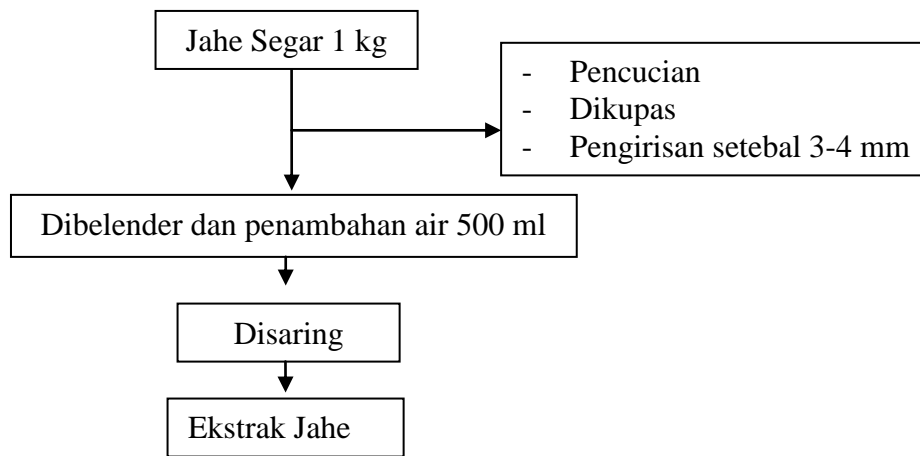 Jahe Segar 1 kg
- Pencucian
- Dikupas
- Pengirisan setebal 3-4 mm
Dibelender dan penambahan air 500 ml
Disaring
Ekstrak Jahe